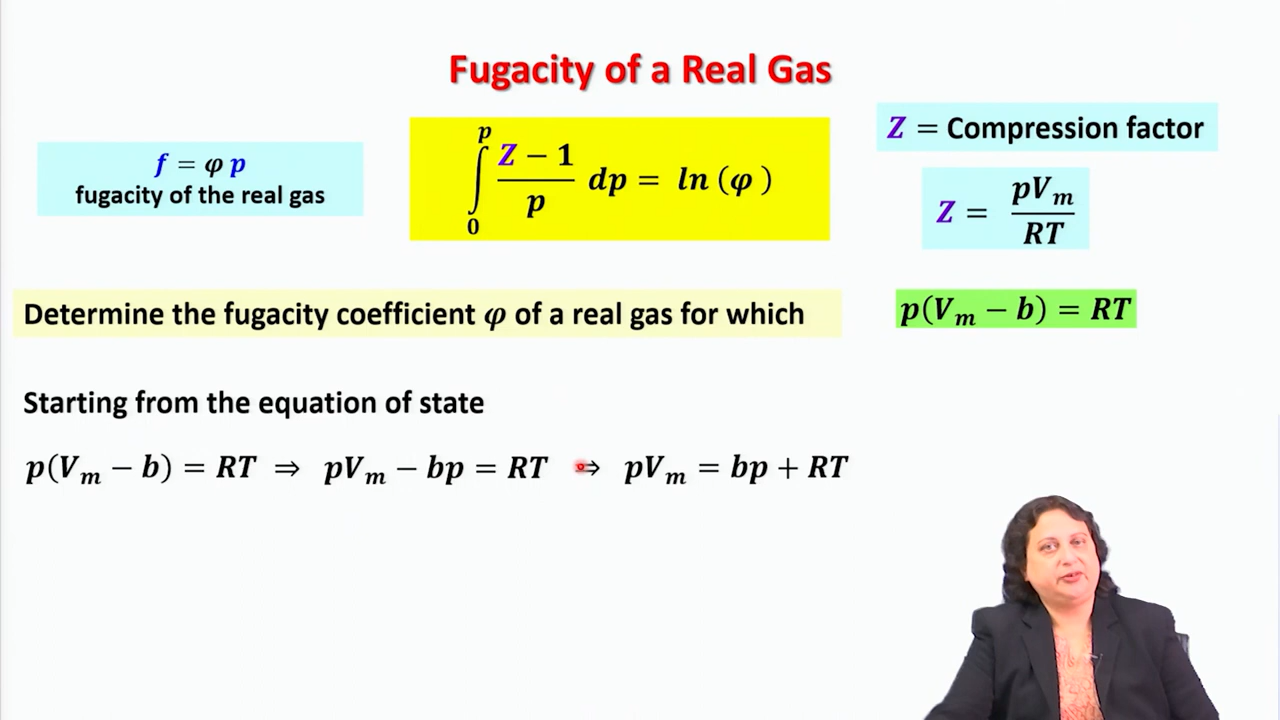 Fugacity of a Real Gas
f = φ p
fugacity of the real gas
∫₀ᵖ (Z − 1)/p dp = ln (φ)
Z = Compression factor
Z = pVₘ/RT
Determine the fugacity coefficient φ of a real gas for which
p(Vₘ − b) = RT
Starting from the equation of state
p(Vₘ − b) = RT ⇒ pVₘ − bp = RT ⇒ pVₘ = bp + RT